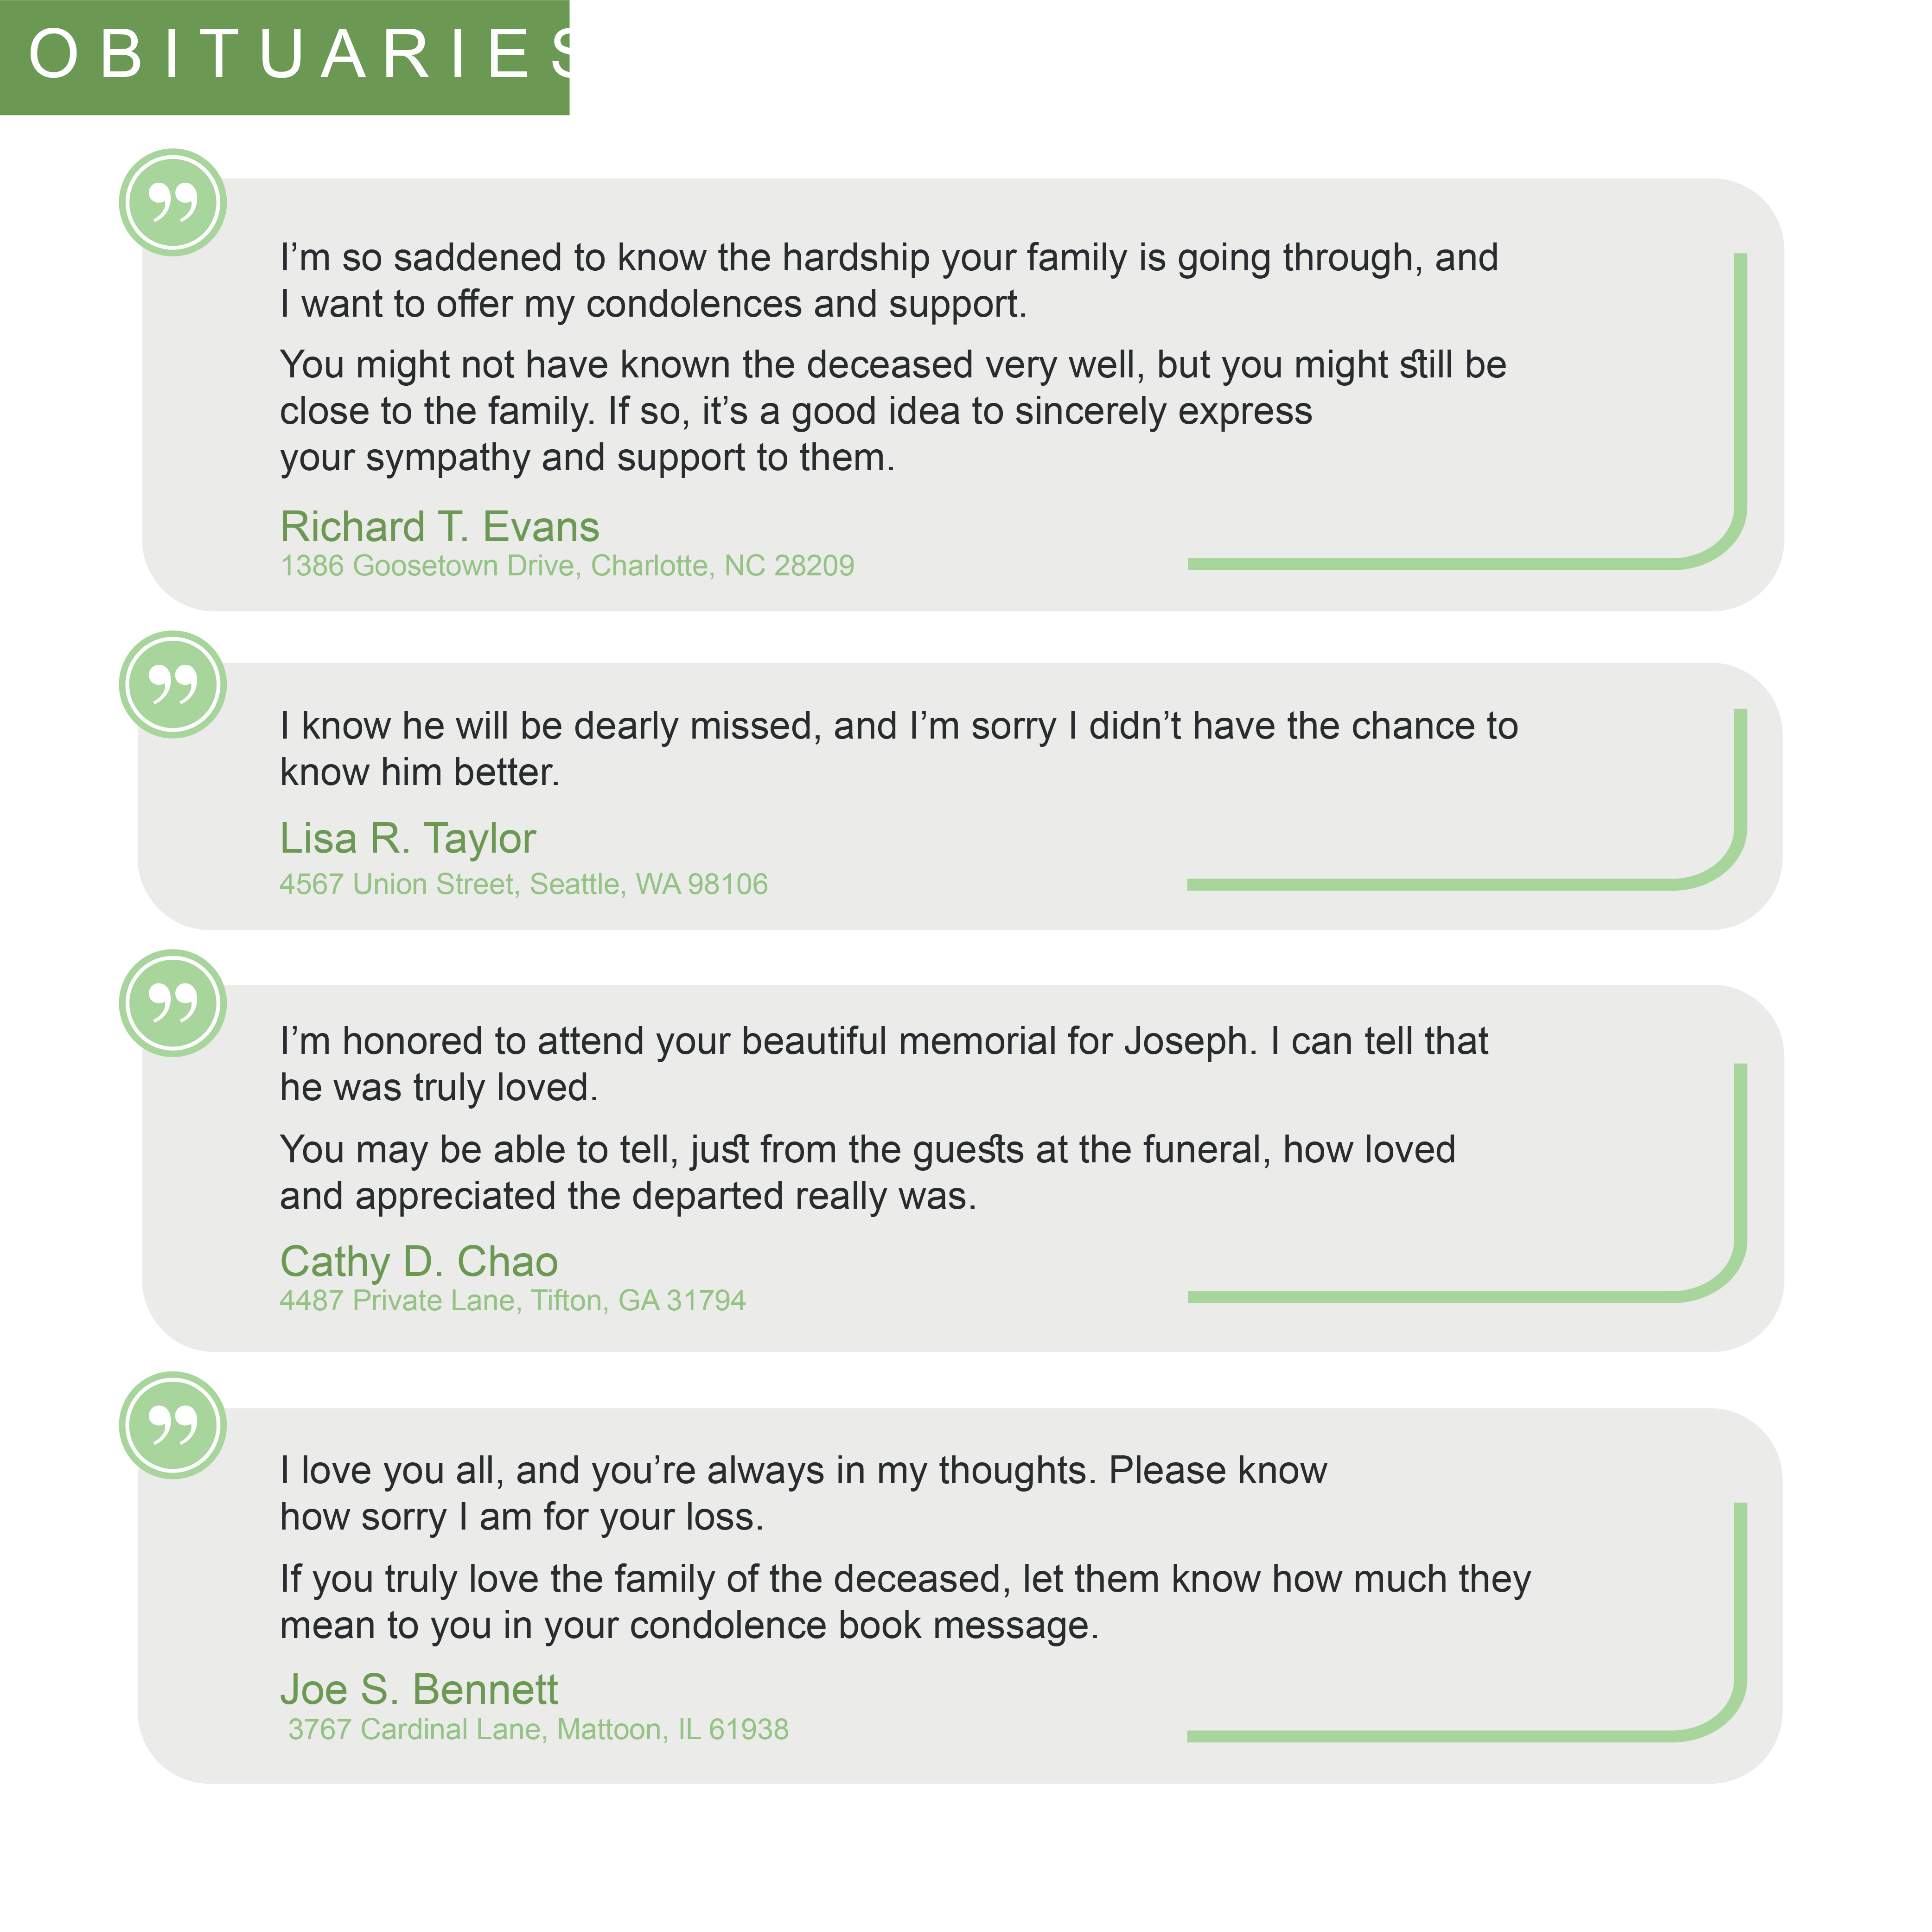 OBITUARIES
I’m so saddened to know the hardship your family is going through, and
I want to offer my condolences and support.
You might not have known the deceased very well, but you might still be
close to the family. If so, it’s a good idea to sincerely express
your sympathy and support to them.
Richard T. Evans
1386 Goosetown Drive, Charlotte, NC 28209
I know he will be dearly missed, and I’m sorry I didn’t have the chance to
know him better.
Lisa R. Taylor
4567 Union Street, Seattle, WA 98106
I’m honored to attend your beautiful memorial for Joseph. I can tell that
he was truly loved.
You may be able to tell, just from the guests at the funeral, how loved
and appreciated the departed really was.
Cathy D. Chao
4487 Private Lane, Tifton, GA 31794
I love you all, and you’re always in my thoughts. Please know
how sorry I am for your loss.
If you truly love the family of the deceased, let them know how much they
mean to you in your condolence book message.
Joe S. Bennett
3767 Cardinal Lane, Mattoon, IL 61938